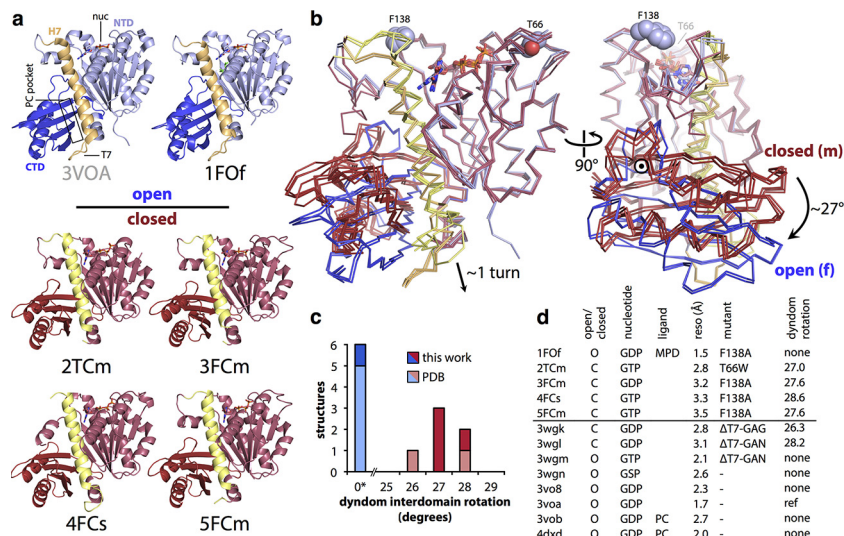 a
nuc
H7
NTD
PC pocket
CTD
T7
3VOA
1FOf
open
closed
2TCm
3FCm
4FCs
5FCm
b
F138
T66
~1 turn
90°
F138
T66
closed (m)
~27°
open (f)
c
6
5
4
3
2
1
0
structures
this work
PDB
0* 25 26 27 28 29
dyndom interdomain rotation
(degrees)
d
open/closed nucleotide ligand reso (Å) mutant dyndom rotation
1FOf O GDP MPD 1.5 F138A none
2TCm C GTP 2.8 T66W 27.0
3FCm C GDP 3.2 F138A 27.6
4FCs C GTP 3.3 F138A 28.6
5FCm C GTP 3.5 F138A 27.6
3wgk C GDP 2.8 ΔT7-GAG 26.3
3wgl C GDP 3.1 ΔT7-GAN 28.2
3wgm O GTP 2.1 ΔT7-GAN none
3wgn O GSP 2.6 - none
3vo8 O GDP 2.3 - none
3voa O GDP 1.7 - ref
3vob O GDP PC 2.7 - none
4dxd O GDP PC 2.0 - none